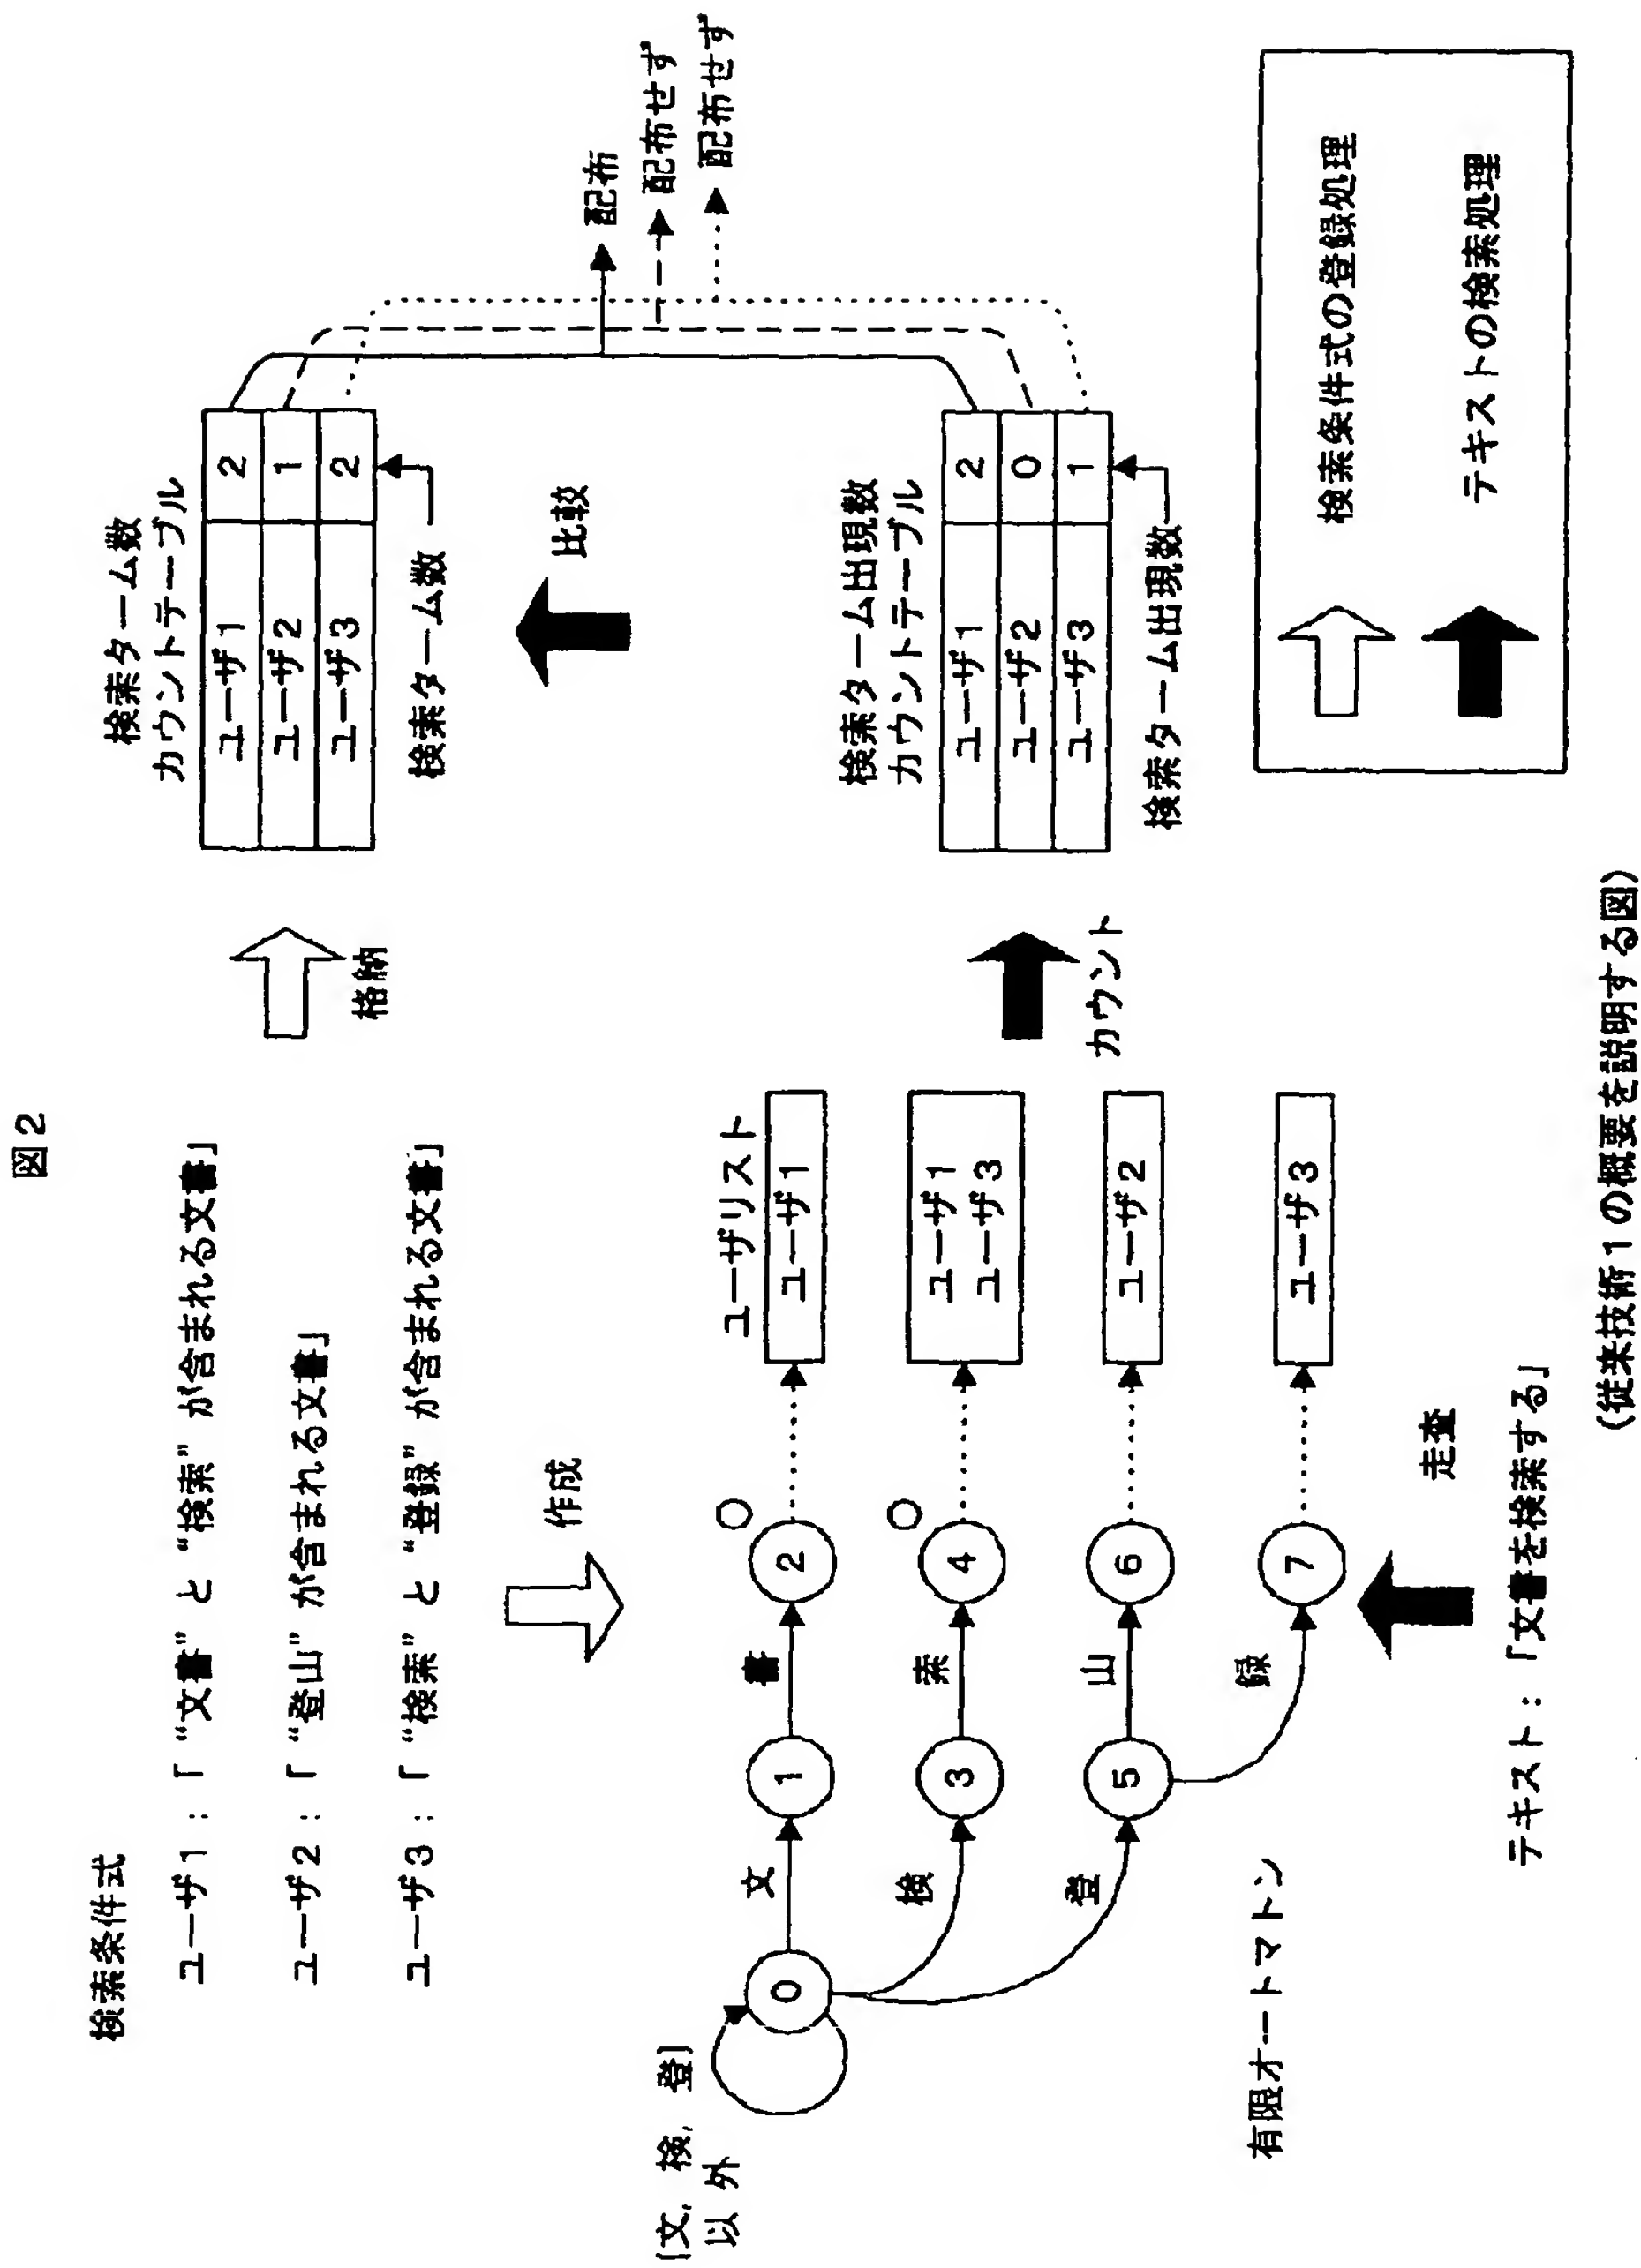 図2
検索条件式
ユーザ1:「“文書”と“検索”が含まれる文書」
ユーザ2:「“登山”が含まれる文書」
ユーザ3:「“検索”と“登録”が含まれる文書」
格納
検索ターム数
カウントテーブル
ユーザ1 2
ユーザ2 1
ユーザ3 2
検索ターム数
作成
比較
配布
配布せず
配布せず
{文, 検, 登}
以外
0
文
1
書
2
検
3
索
4
登
5
山
6
録
7
ユーザリスト
ユーザ1
ユーザ1
ユーザ3
ユーザ2
ユーザ3
有限オートマトン
カウント
検索ターム出現数
カウントテーブル
ユーザ1 2
ユーザ2 0
ユーザ3 1
検索ターム出現数
走査
テキスト:「文書を検索する」
検索条件式の登録処理
テキストの検索処理
(従来技術1の概要を説明する図)